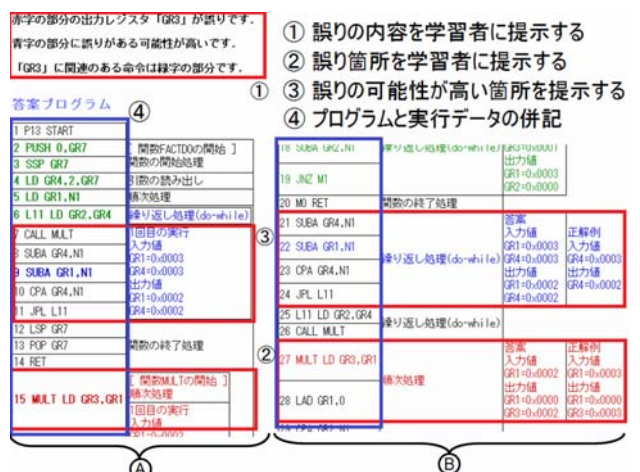 赤字の部分の出力レジスタ「GR3」が誤りです．
青字の部分に誤りがある可能性が高いです．
「GR3」に関連のある命令は緑字の部分です．
①
① 誤りの内容を学習者に提示する
② 誤り箇所を学習者に提示する
③ 誤りの可能性が高い箇所を提示する
④ プログラムと実行データの併記
答案プログラム
④
1 P13 START
2 PUSH 0,GR7
3 SSP GR7
4 LD GR4,2,GR7
5 LD GR1,N1
6 L11 LD GR2,GR4
7 CALL MULT
8 SUBA GR4,N1
9 SUBA GR1,N1
10 CPA GR4,N1
11 JPL L11
12 LSP GR7
13 POP GR7
14 RET
15 MULT LD GR3,GR1
[ 関数FACTDOの開始 ]
関数の開始処理
引数の読み出し
順次処理
繰り返し処理(do-while)
1回目の実行
入力値
GR1=0x0003
GR4=0x0003
出力値
GR1=0x0002
GR4=0x0002
関数の終了処理
[ 関数MULTの開始 ]
順次処理
1回目の実行
入力値
GR1=0x0002
Ⓐ
③
②
18 SUBA GR2,N1
19 JNZ M1
20 M0 RET
21 SUBA GR4,N1
22 SUBA GR1,N1
23 CPA GR4,N1
24 JPL L11
25 L11 LD GR2,GR4
26 CALL MULT
27 MULT LD GR3,GR1
28 LAD GR1,0
繰り返し処理(do-while)
関数の終了処理
繰り返し処理(do-while)
繰り返し処理(do-while)
順次処理
GR3=0x0001
出力値
GR1=0x0003
GR2=0x0000
答案
入力値
GR1=0x0003
GR4=0x0003
出力値
GR1=0x0002
GR4=0x0002
正解例
入力値
GR4=0x0003
出力値
GR4=0x0002
答案
入力値
GR1=0x0002
出力値
GR1=0x0000
GR3=0x0002
正解例
入力値
GR1=0x0003
出力値
GR1=0x0000
GR3=0x0003
Ⓑ